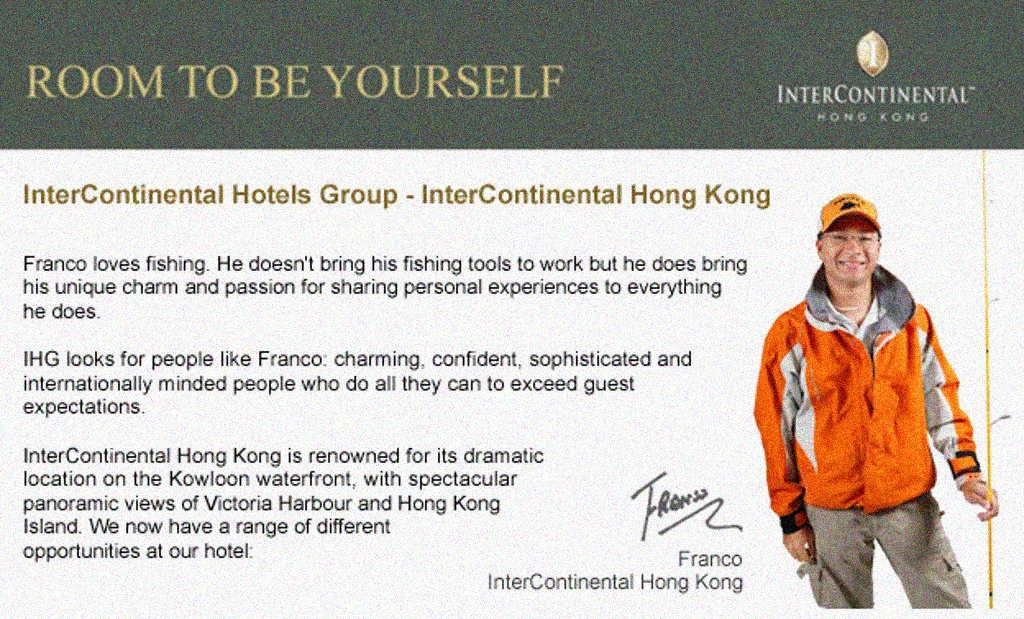 ROOM TO BE YOURSELF
INTERCONTINENTAL™
HONG KONG
InterContinental Hotels Group - InterContinental Hong Kong
Franco loves fishing. He doesn't bring his fishing tools to work but he does bring
his unique charm and passion for sharing personal experiences to everything
he does.
IHG looks for people like Franco: charming, confident, sophisticated and
internationally minded people who do all they can to exceed guest
expectations.
InterContinental Hong Kong is renowned for its dramatic
location on the Kowloon waterfront, with spectacular
panoramic views of Victoria Harbour and Hong Kong
Island. We now have a range of different
opportunities at our hotel:
FRANCO
Franco
InterContinental Hong Kong